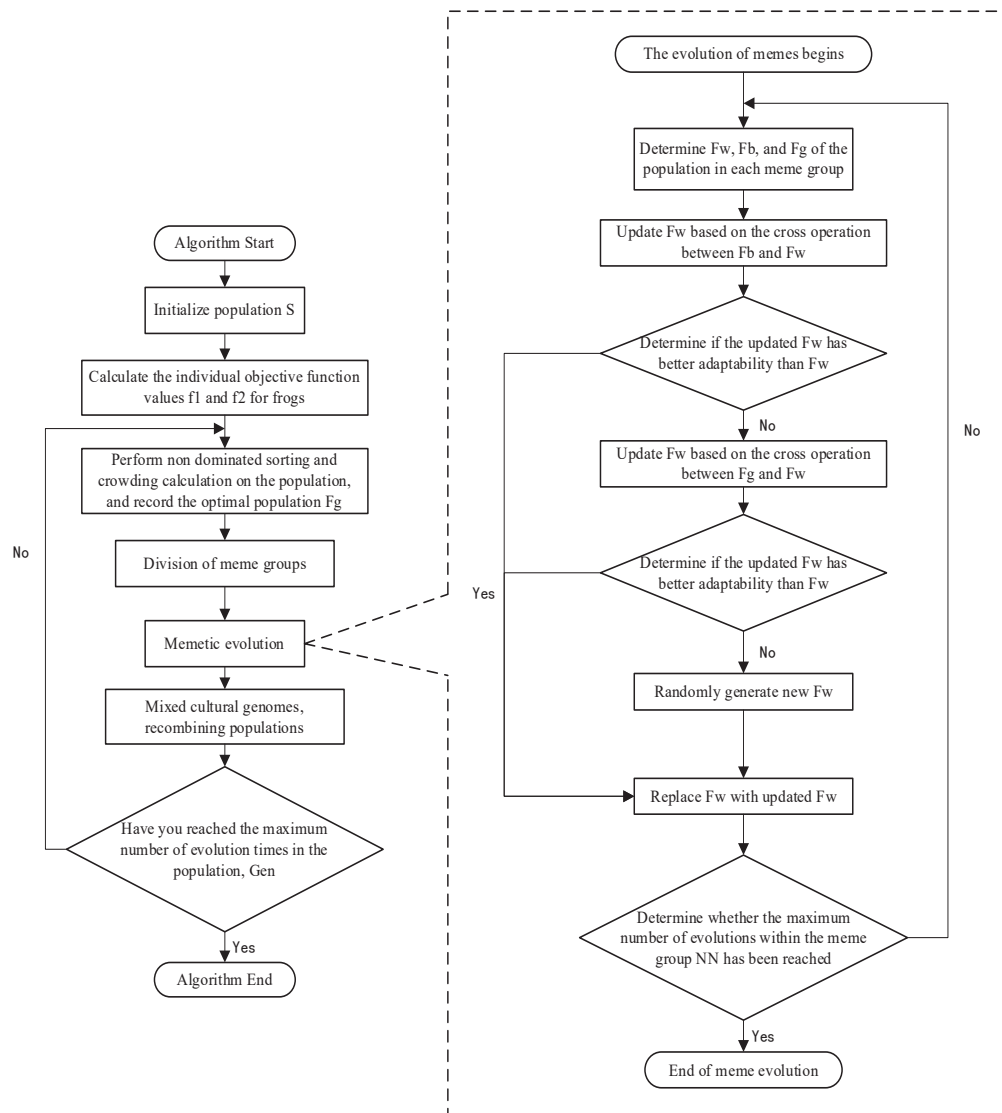 Algorithm Start
Initialize population S
Calculate the individual objective function
values f1 and f2 for frogs
Perform non dominated sorting and
crowding calculation on the population,
and record the optimal population Fg
No
Division of meme groups
Memetic evolution
Mixed cultural genomes,
recombining populations
Have you reached the maximum
number of evolution times in the
population, Gen
Yes
Algorithm End
The evolution of memes begins
Determine Fw, Fb, and Fg of the
population in each meme group
Update Fw based on the cross operation
between Fb and Fw
Determine if the updated Fw has
better adaptability than Fw
No
No
Update Fw based on the cross operation
between Fg and Fw
Determine if the updated Fw has
better adaptability than Fw
Yes
No
Randomly generate new Fw
Replace Fw with updated Fw
Determine whether the maximum
number of evolutions within the meme
group NN has been reached
Yes
End of meme evolution